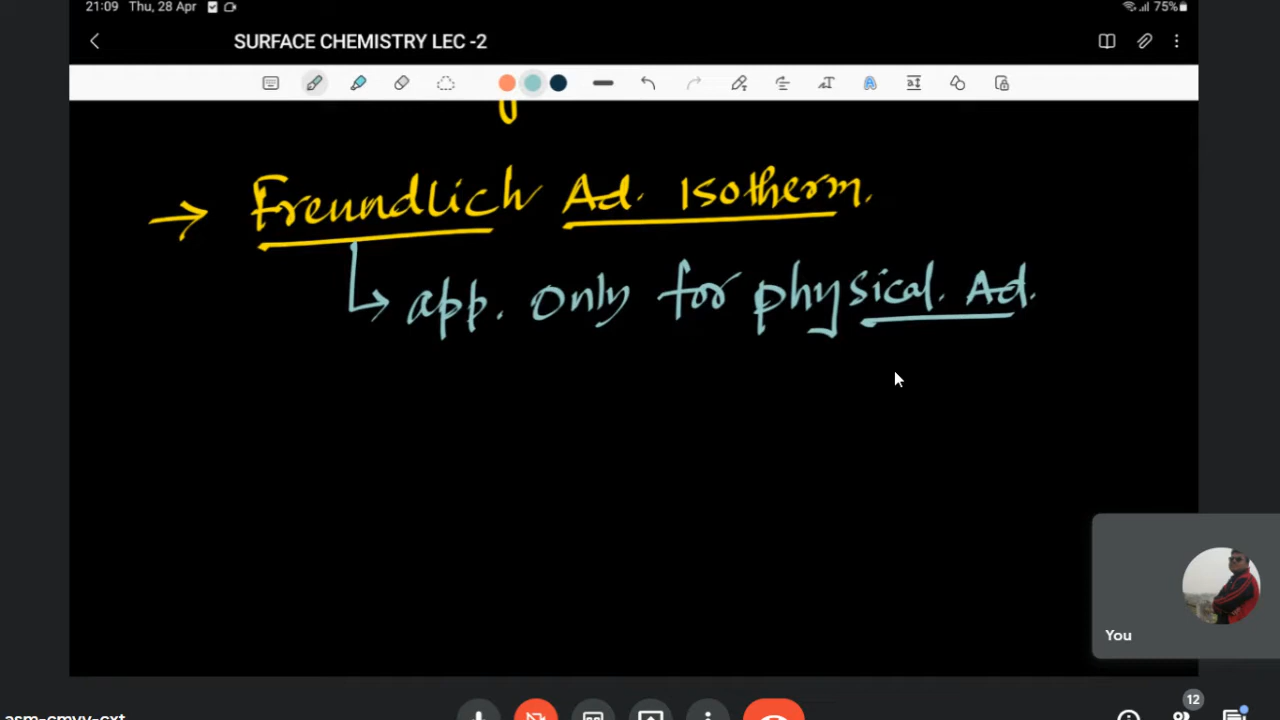 21:09 Thu, 28 Apr 75%
SURFACE CHEMISTRY LEC -2
→ Freundlich Ad. Isotherm.
↳ app. Only for physical. Ad.
You
12